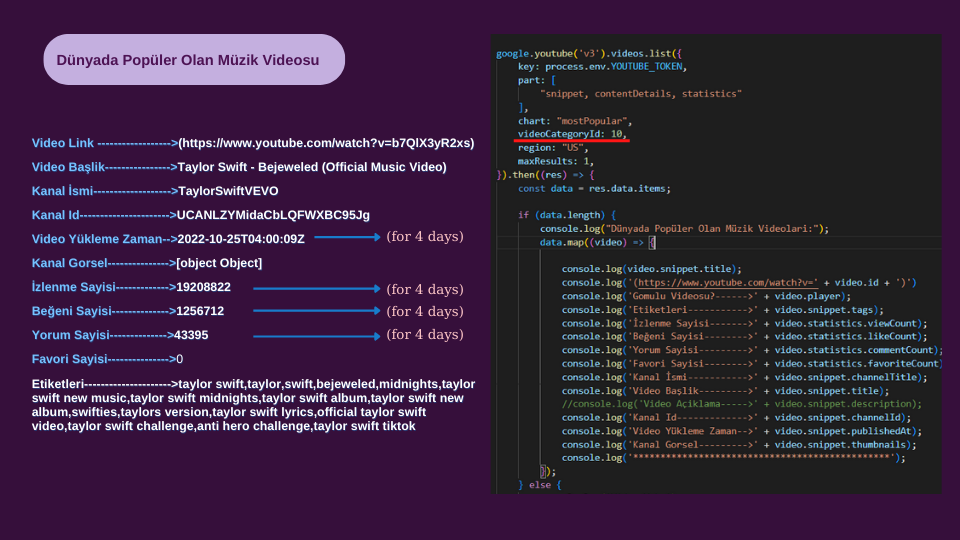 Dünyada Popüler Olan Müzik Videosu
Video Link ------------------>(https://www.youtube.com/watch?v=b7QlX3yR2xs)
Video Başlik---------------->Taylor Swift - Bejeweled (Official Music Video)
Kanal İsmi------------------->TaylorSwiftVEVO
Kanal Id---------------------->UCANLZYMidaCbLQFWXBC95Jg
Video Yükleme Zaman-->2022-10-25T04:00:09Z (for 4 days)
Kanal Gorsel--------------->[object Object]
İzlenme Sayisi------------>19208822 (for 4 days)
Beğeni Sayisi------------->1256712 (for 4 days)
Yorum Sayisi-------------->43395 (for 4 days)
Favori Sayisi-------------->0
Etiketleri--------------------->taylor swift,taylor,swift,bejeweled,midnights,taylor
swift new music,taylor swift midnights,taylor swift album,taylor swift new
album,swifties,taylors version,taylor swift lyrics,official taylor swift
video,taylor swift challenge,anti hero challenge,taylor swift tiktok
google.youtube('v3').videos.list({
key: process.env.YOUTUBE_TOKEN,
part: [
"snippet, contentDetails, statistics"
],
chart: "mostPopular",
videoCategoryId: 10,
region: "US",
maxResults: 1,
}).then((res) => {
const data = res.data.items;
if (data.length) {
console.log("Dünyada Popüler Olan Müzik Videolari:");
data.map((video) => {
console.log(video.snippet.title);
console.log('(https://www.youtube.com/watch?v=' + video.id + ')')
console.log('Gomulu Videosu?------>' + video.player);
console.log('Etiketleri----------->' + video.snippet.tags);
console.log('İzlenme Sayisi-------->' + video.statistics.viewCount);
console.log('Beğeni Sayisi--------->' + video.statistics.likeCount);
console.log('Yorum Sayisi---------->' + video.statistics.commentCount);
console.log('Favori Sayisi--------->' + video.statistics.favoriteCount)
console.log('Kanal İsmi------------>' + video.snippet.channelTitle);
console.log('Video Başlik---------->' + video.snippet.title);
//console.log('Video Açiklama----->' + video.snippet.description);
console.log('Kanal Id------------->' + video.snippet.channelId);
console.log('Video Yükleme Zaman-->' + video.snippet.publishedAt);
console.log('Kanal Gorsel--------->' + video.snippet.thumbnails);
console.log('***********************************************');
});
} else {